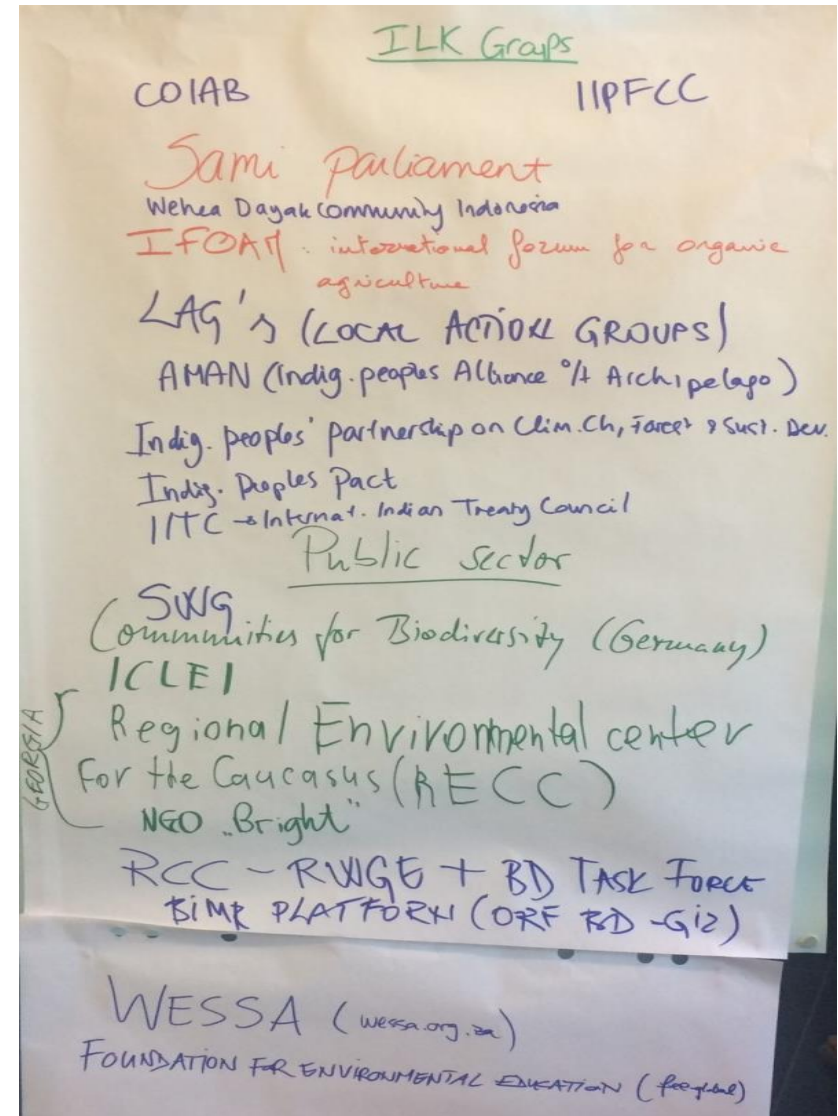 ILK Groups
COIAB IIPFCC
Sami Parliament
Wehea Dayak Community Indonesia
IFOAM : international forum for organic
agriculture
LAG's (LOCAL ACTION GROUPS)
AMAN (Indig. peoples Alliance o/t Archipelago)
Indig. peoples' partnership on Clim. Ch, Forest & Sust. Dev.
Indig. Peoples Pact
IITC → Internat. Indian Treaty Council
Public sector
SWG
Communities for Biodiversity (Germany)
ICLEI
GEORGIA
Regional Environmental center
For the Caucasus (RECC)
NGO „Bright"
RCC - RWGE + BD TASK FORCE
BIMR PLATFORM (ORF BD - GIZ)
WESSA (wessa.org.za)
FOUNDATION FOR ENVIRONMENTAL EDUCATION